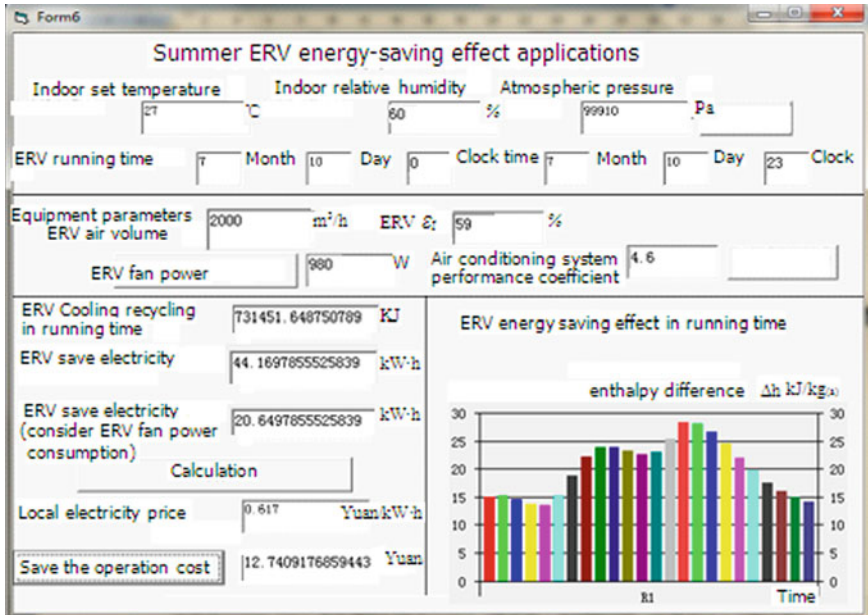 Form6
Summer ERV energy-saving effect applications
Indoor set temperature Indoor relative humidity Atmospheric pressure
27 ℃ 60 % 99910 Pa
ERV running time 7 Month 10 Day 0 Clock time 7 Month 10 Day 23 Clock
Equipment parameters
ERV air volume 2000 m³/h ERV εr 59 %
ERV fan power 980 W Air conditioning system
performance coefficient 4.6
ERV Cooling recycling
in running time 731451.648750789 KJ
ERV save electricity 44.1697855525839 kW·h
ERV save electricity
(consider ERV fan power
consumption) 20.6497855525839 kW·h
Calculation
Local electricity price 0.617 Yuan/kW·h
Save the operation cost 12.7409176859443 Yuan
ERV energy saving effect in running time
enthalpy difference Δh kJ/kg(a)
30 30
25 25
20 20
15 15
10 10
5 5
0 0
R1 Time